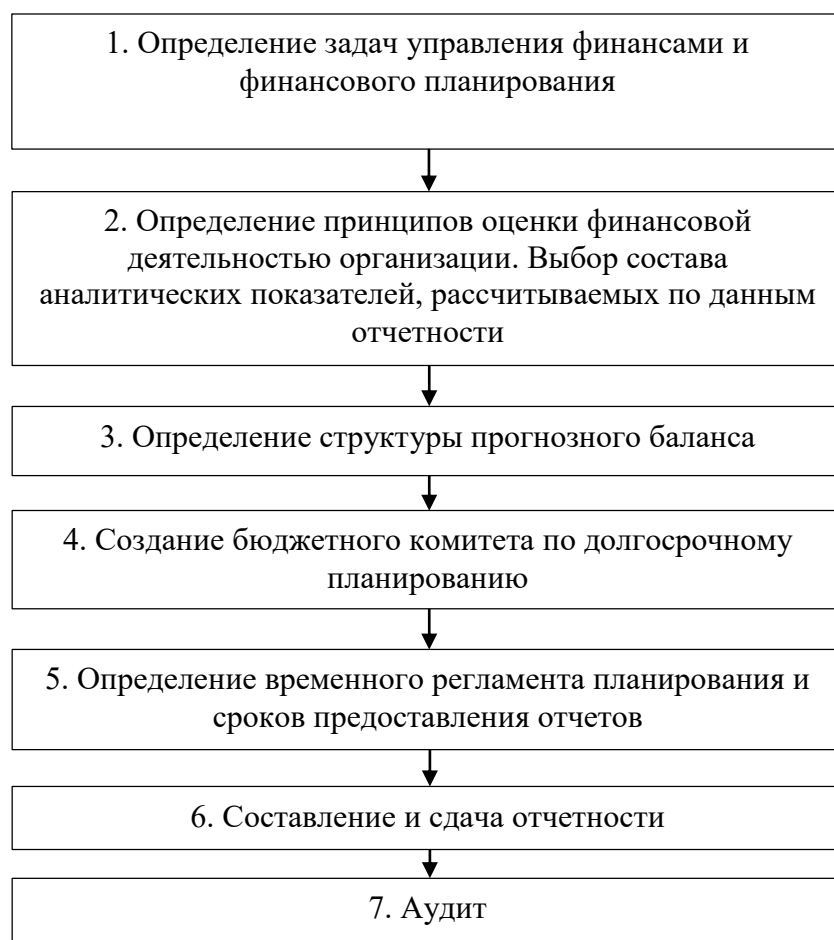 1. Определение задач управления финансами и
финансового планирования
2. Определение принципов оценки финансовой
деятельностью организации. Выбор состава
аналитических показателей, рассчитываемых по данным
отчетности
3. Определение структуры прогнозного баланса
4. Создание бюджетного комитета по долгосрочному
планированию
5. Определение временного регламента планирования и
сроков предоставления отчетов
6. Составление и сдача отчетности
7. Аудит